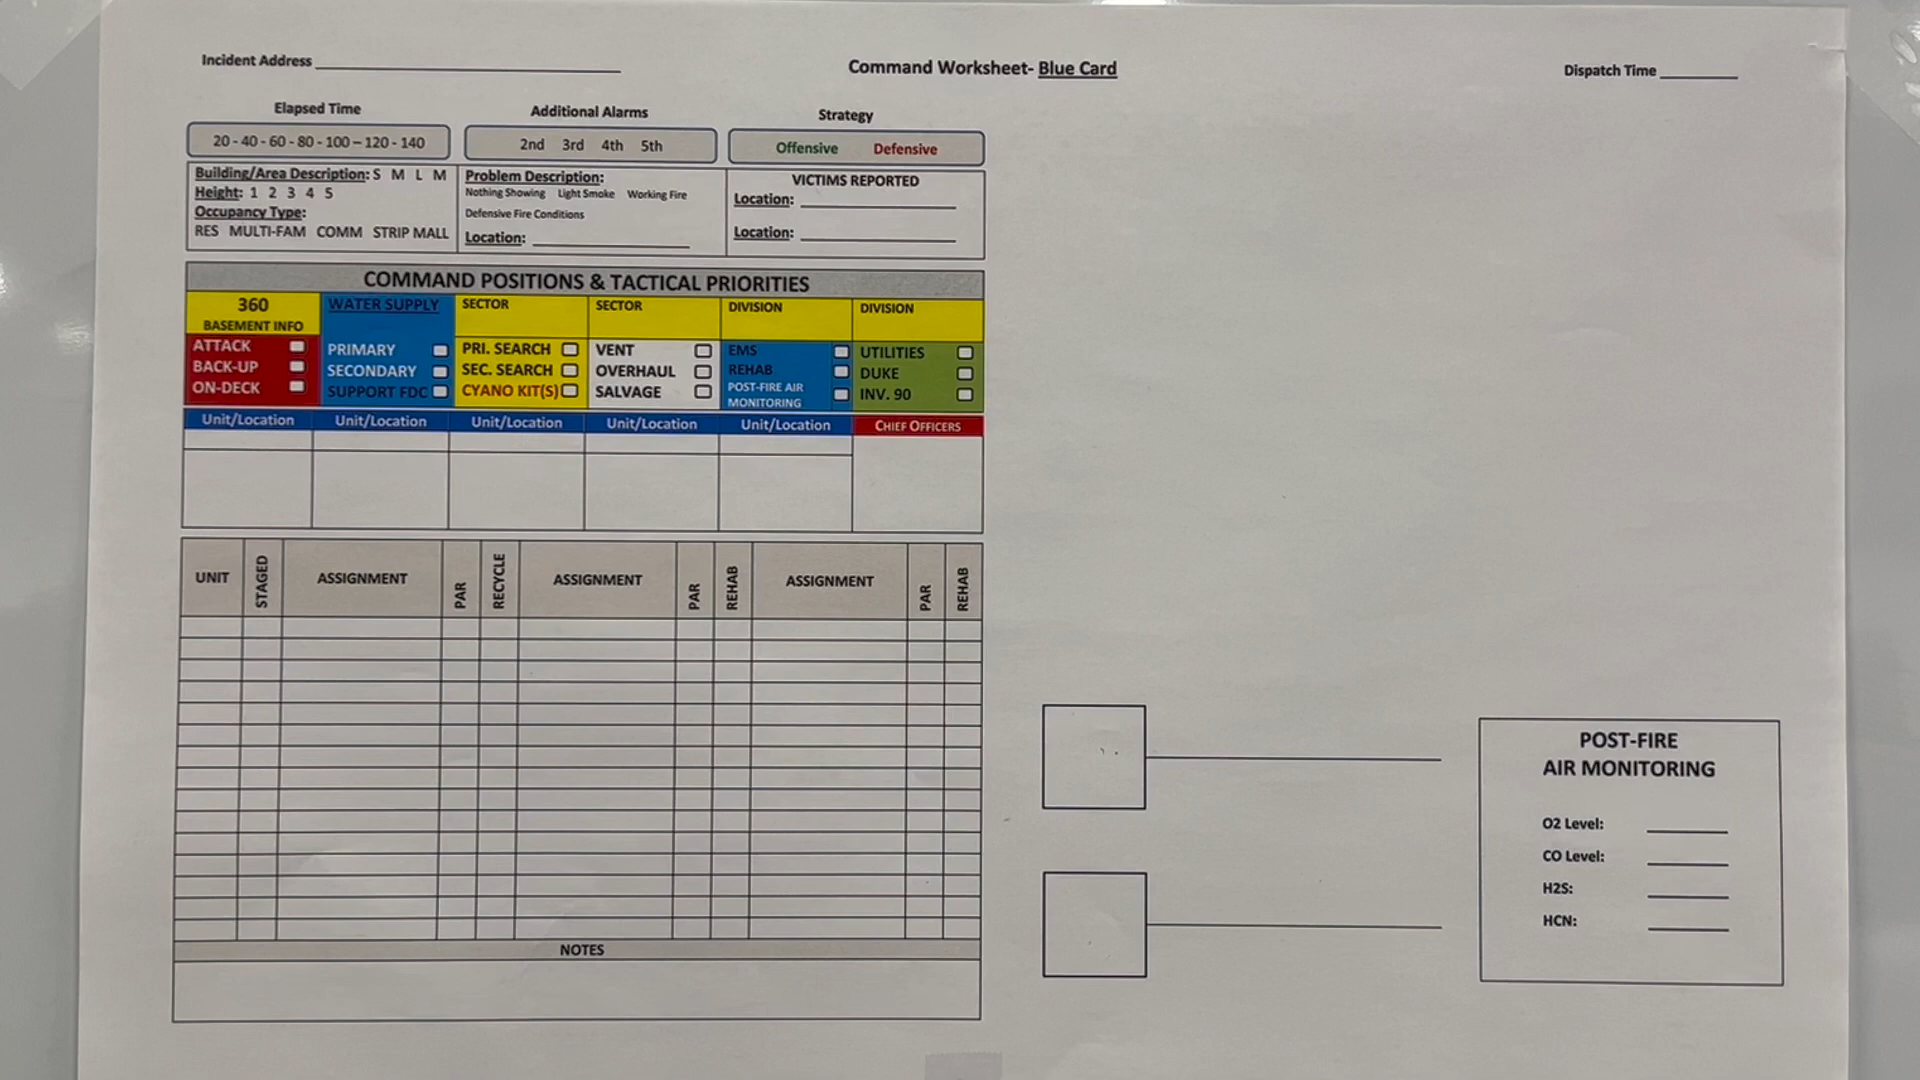 Incident Address
Command Worksheet- Blue Card
Dispatch Time
Elapsed Time
Additional Alarms
Strategy
20 - 40 - 60 - 80 - 100 – 120 - 140
2nd 3rd 4th 5th
Offensive Defensive
Building/Area Description: S M L M
Height: 1 2 3 4 5
Occupancy Type:
RES MULTI-FAM COMM STRIP MALL
Problem Description:
Nothing Showing Light Smoke Working Fire
Defensive Fire Conditions
Location:
VICTIMS REPORTED
Location:
Location:
COMMAND POSITIONS & TACTICAL PRIORITIES
360
BASEMENT INFO
WATER SUPPLY
SECTOR
SECTOR
DIVISION
DIVISION
ATTACK
BACK-UP
ON-DECK
PRIMARY
SECONDARY
SUPPORT FDC
PRI. SEARCH
SEC. SEARCH
CYANO KIT(S)
VENT
OVERHAUL
SALVAGE
EMS
REHAB
POST-FIRE AIR
MONITORING
UTILITIES
DUKE
INV. 90
Unit/Location Unit/Location Unit/Location Unit/Location Unit/Location CHIEF OFFICERS
UNIT STAGED ASSIGNMENT PAR RECYCLE ASSIGNMENT PAR REHAB ASSIGNMENT PAR REHAB
NOTES
POST-FIRE
AIR MONITORING
O2 Level:
CO Level:
H2S:
HCN: